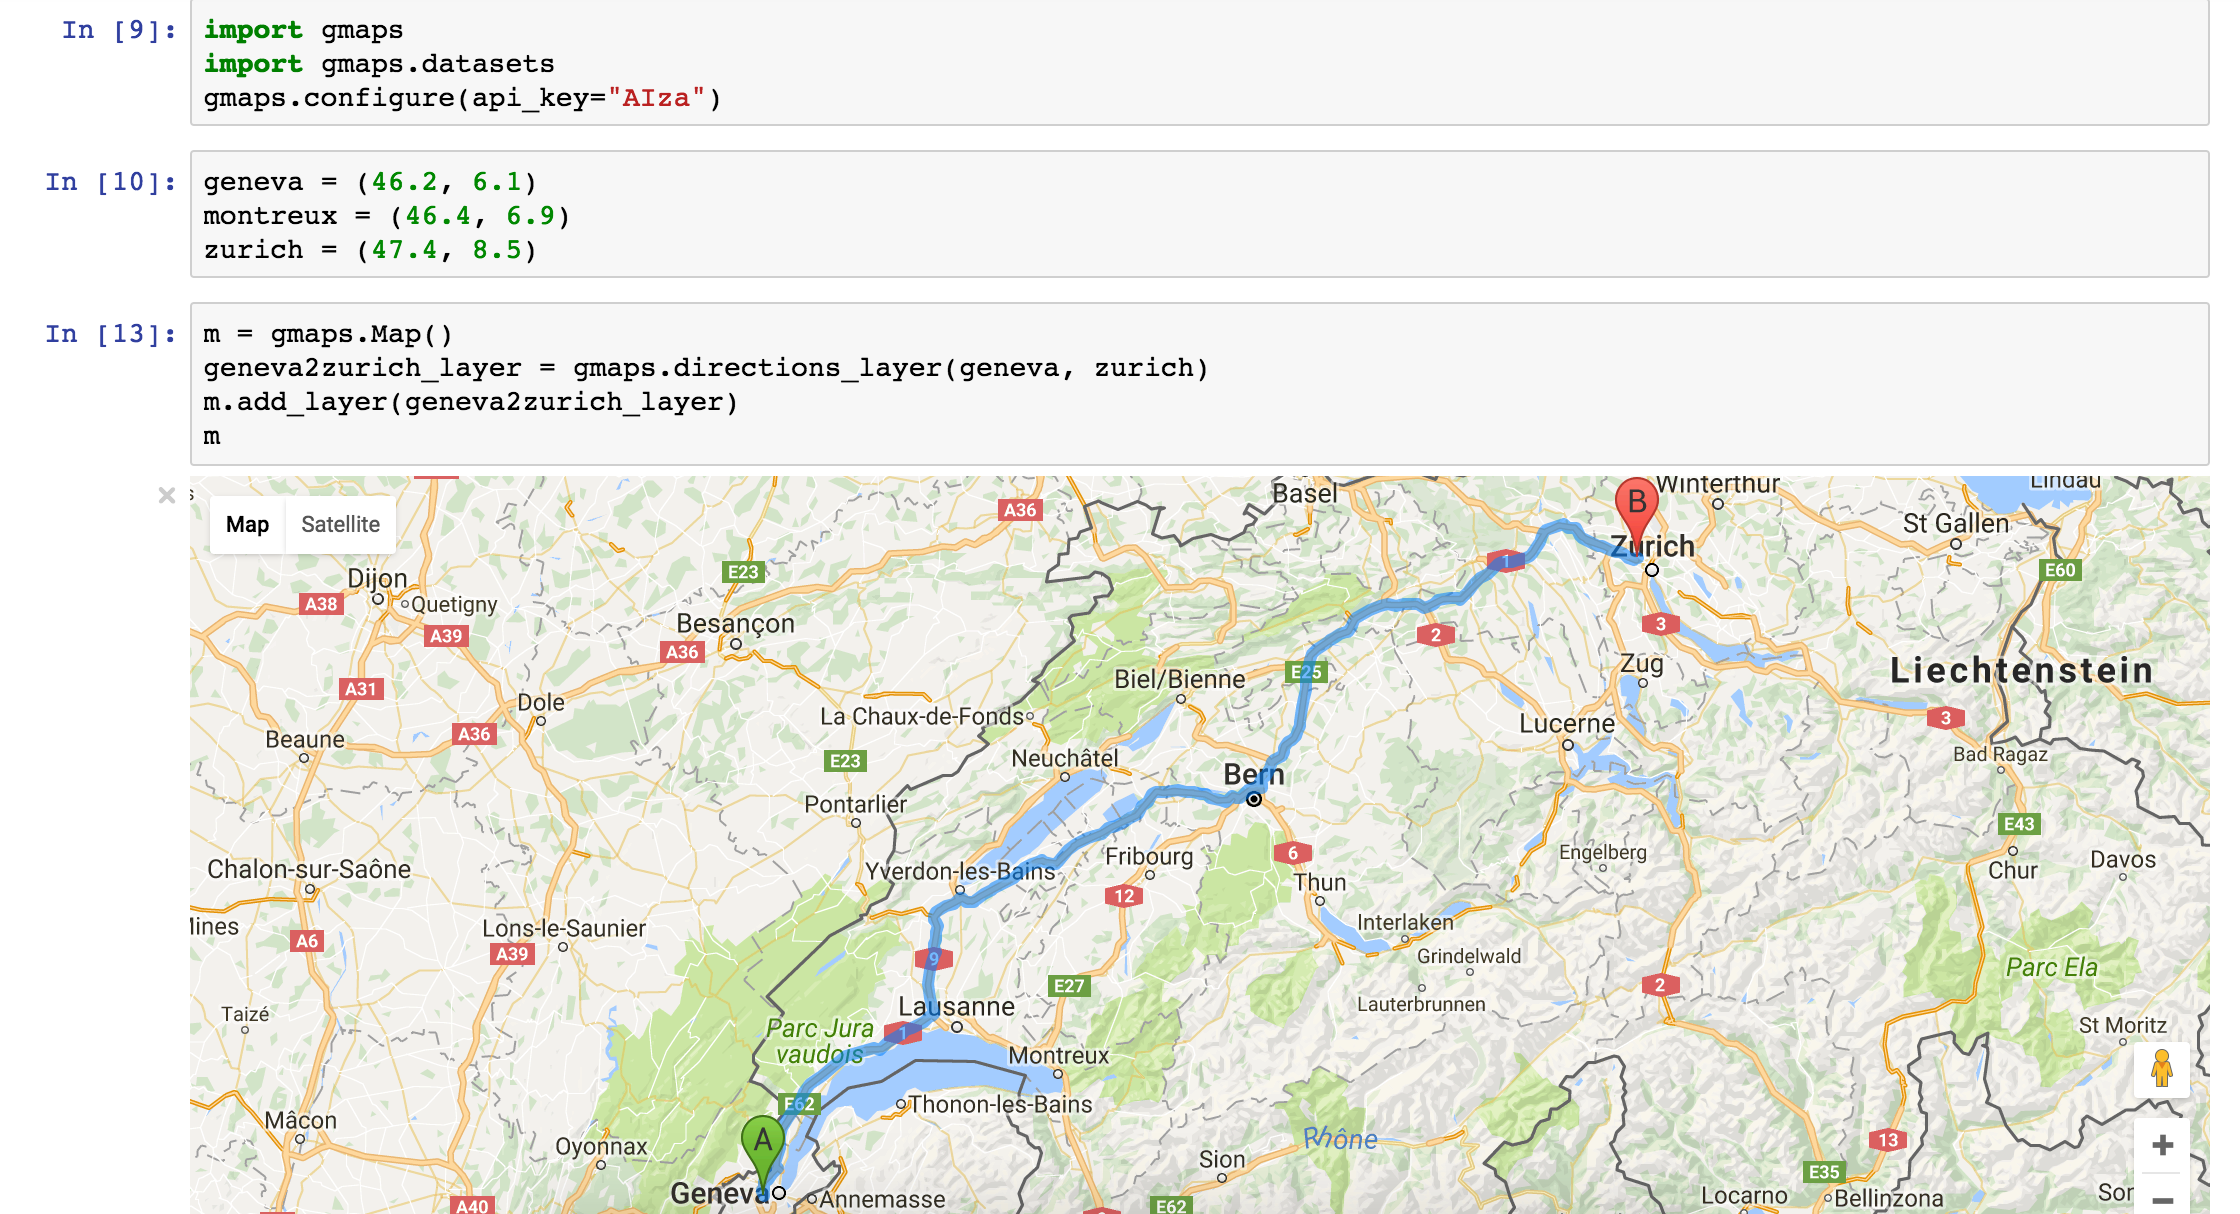 In [9]:
import gmaps
import gmaps.datasets
gmaps.configure(api_key="AIza")
In [10]:
geneva = (46.2, 6.1)
montreux = (46.4, 6.9)
zurich = (47.4, 8.5)
In [13]:
m = gmaps.Map()
geneva2zurich_layer = gmaps.directions_layer(geneva, zurich)
m.add_layer(geneva2zurich_layer)
m
Map Satellite
Basel
B
Winterthur
Lindau
A36
St Gallen
Zürich
1
E23
E60
Dijon
A38
Quetigny
Besançon
A39
A36
2
3
Zug
Liechtenstein
E25
Biel/Bienne
A31
Dole
La Chaux-de-Fonds
Lucerne
3
A36
Beaune
Neuchâtel
E23
Bad Ragaz
Bern
Pontarlier
E43
Chalon-sur-Saône
Yverdon-les-Bains
Fribourg
6
Engelberg
Davos
Chur
Thun
12
Lons-le-Saunier
Interlaken
A6
A39
9
Grindelwald
Parc Ela
E27
2
Lausanne
Lauterbrunnen
Taizé
Parc Jura
vaudois
1
St Moritz
Montreux
E62
Thonon-les-Bains
Mâcon
A
Oyonnax
Rhône
13
Sion
E35
Geneva
Annemasse
A40
E62
Locarno
Bellinzona